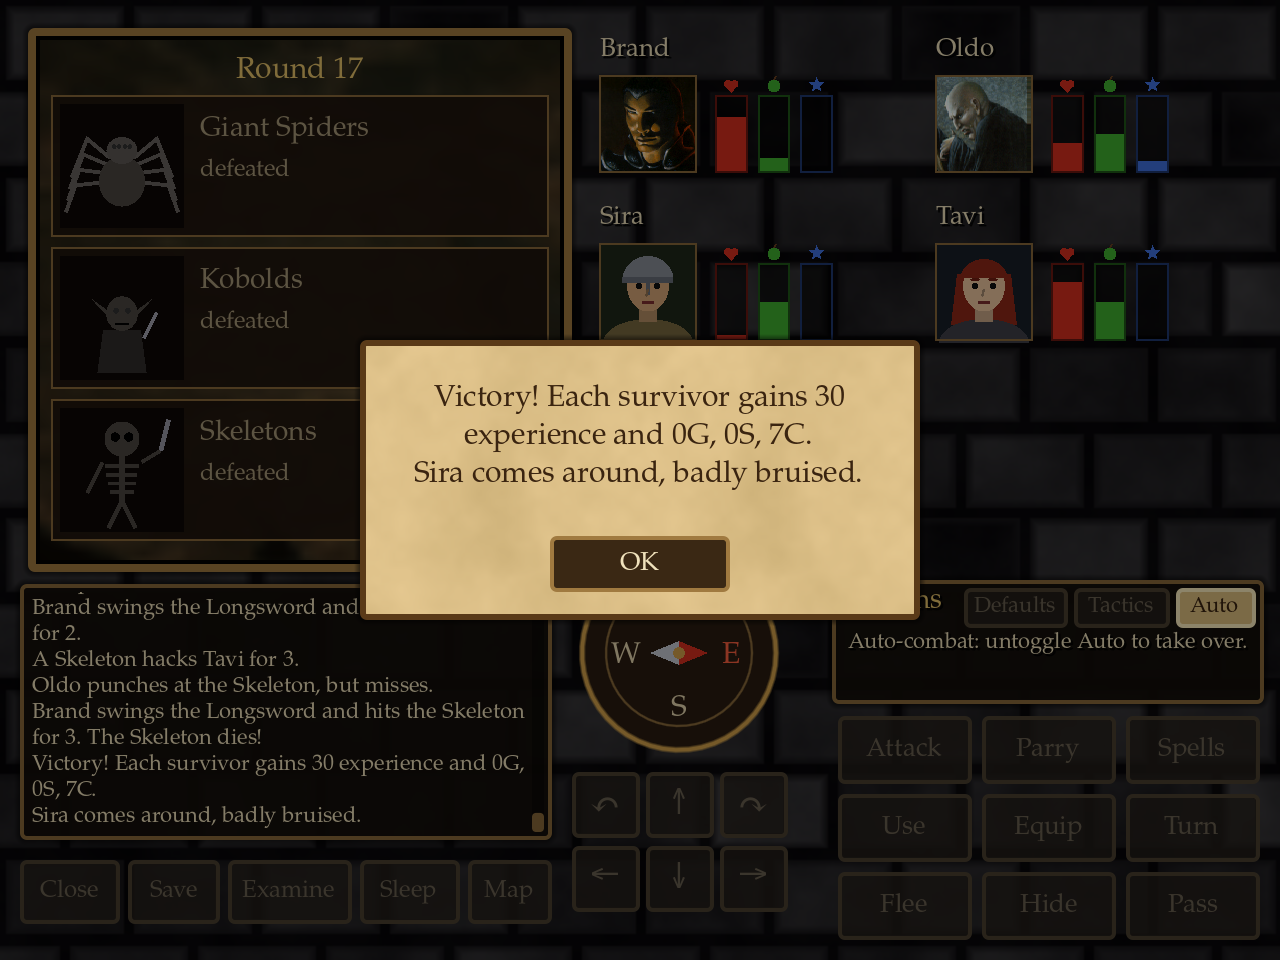 Round 17
Giant Spiders
defeated
Kobolds
defeated
Skeletons
defeated
Brand
Oldo
Sira
Tavi
Victory! Each survivor gains 30
experience and 0G, 0S, 7C.
Sira comes around, badly bruised.
OK
Brand swings the Longsword and
for 2.
A Skeleton hacks Tavi for 3.
Oldo punches at the Skeleton, but misses.
Brand swings the Longsword and hits the Skeleton
for 3. The Skeleton dies!
Victory! Each survivor gains 30 experience and 0G,
0S, 7C.
Sira comes around, badly bruised.
Close Save Examine Sleep Map
W E
S
Defaults Tactics Auto
Auto-combat: untoggle Auto to take over.
Attack Parry Spells
Use Equip Turn
Flee Hide Pass